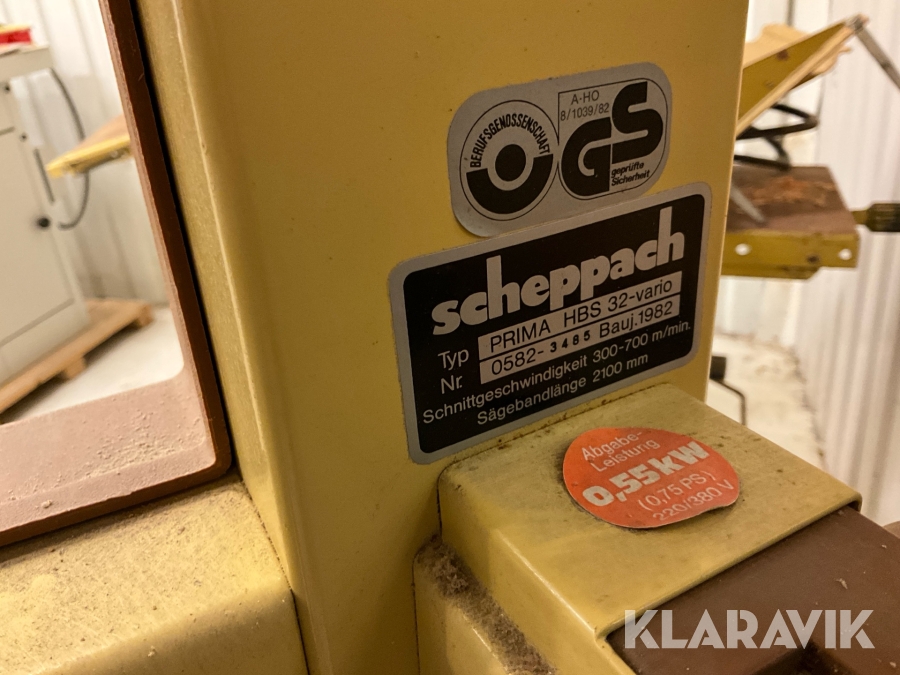 BERUFSGENOSSENSCHAFT
A-HO
8/1039/82
GS
geprüfte
Sicherheit
scheppach
Typ PRIMA HBS 32-vario
Nr. 0582-3485 Bauj.1982
Schnittgeschwindigkeit 300-700 m/min.
Sägebandlänge 2100 mm
Abgabe-
Leistung
0,55kW
(0,75 PS)
220/380 V
KLARAVIK